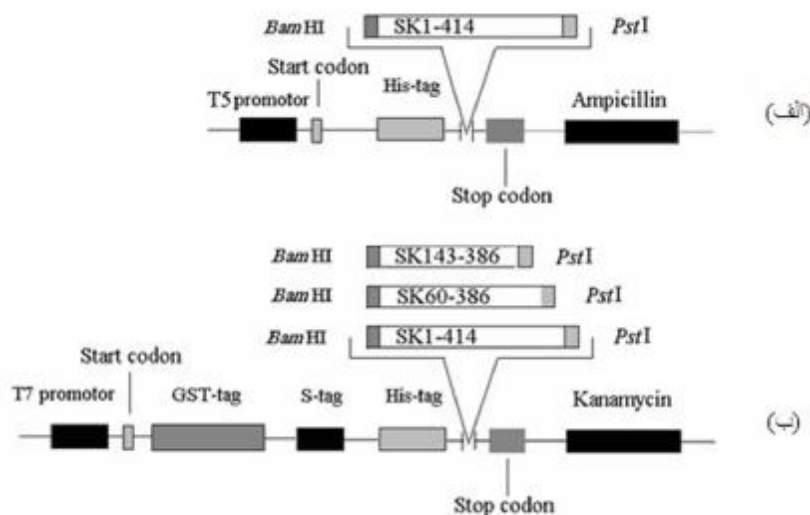 BamHI SK1-414 PstI
Start codon
His-tag
T5 promotor
Ampicillin
(الف)
Stop codon
BamHI SK143-386 PstI
BamHI SK60-386 PstI
BamHI SK1-414 PstI
Start codon
T7 promotor GST-tag S-tag His-tag Kanamycin
(ب)
Stop codon